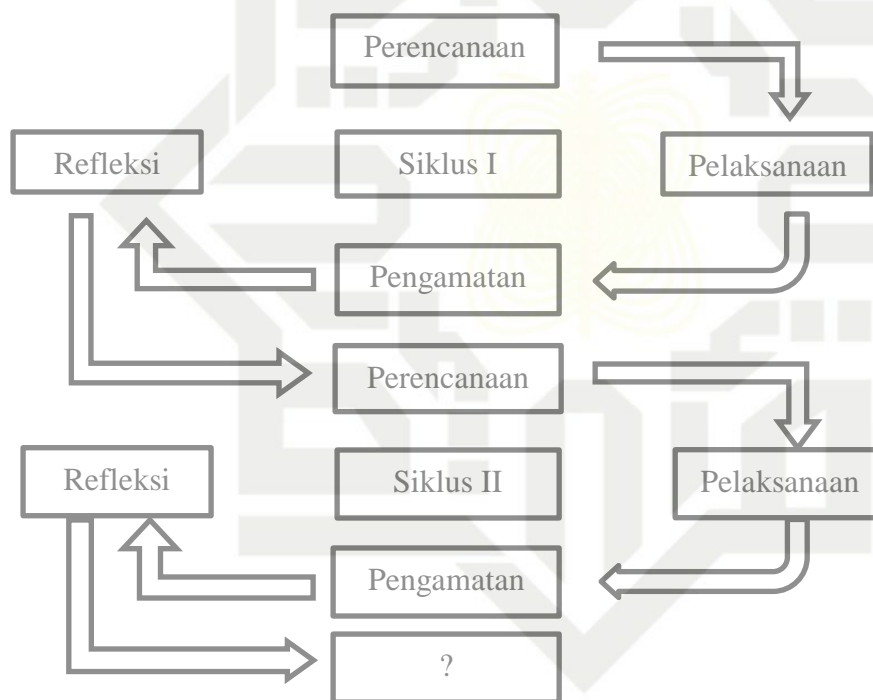 Perencanaan
Refleksi
Siklus I
Pelaksanaan
Pengamatan
Perencanaan
Refleksi
Siklus II
Pelaksanaan
Pengamatan
?